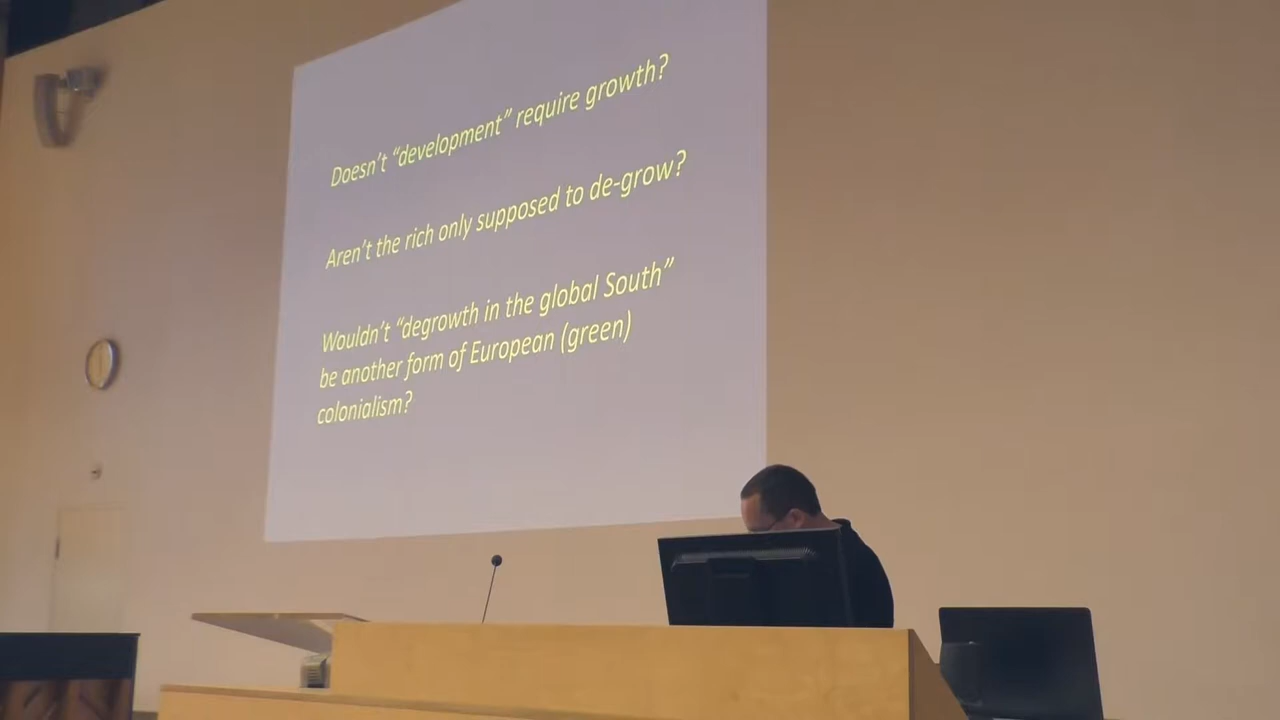 Doesn't “development” require growth?
Aren't the rich only supposed to de-grow?
Wouldn't “degrowth in the global South”
be another form of European (green)
colonialism?